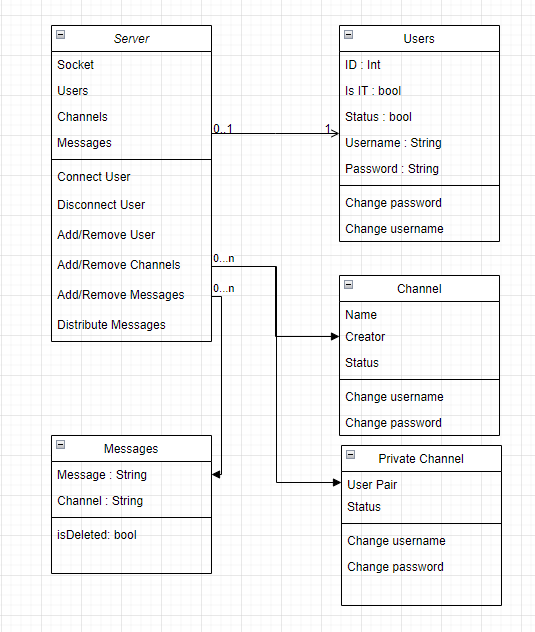 Server
Socket
Users
Channels
Messages
Connect User
Disconnect User
Add/Remove User
Add/Remove Channels
Add/Remove Messages
Distribute Messages
0..1
1
0...n
0...n
Users
ID : Int
Is IT : bool
Status : bool
Username : String
Password : String
Change password
Change username
Channel
Name
Creator
Status
Change username
Change password
Messages
Message : String
Channel : String
isDeleted: bool
Private Channel
User Pair
Status
Change username
Change password